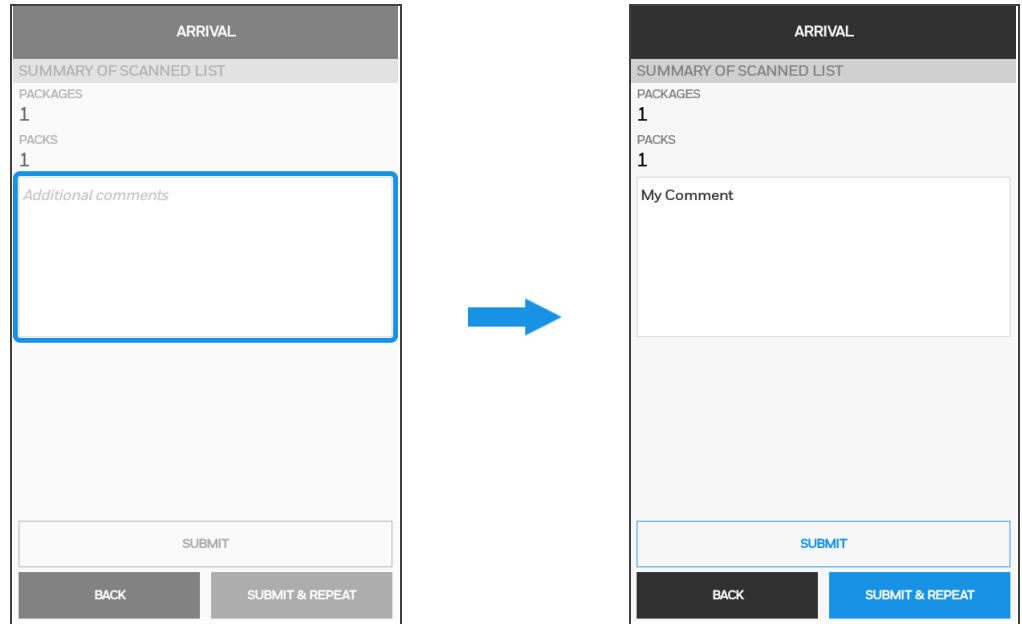 ARRIVAL
SUMMARY OF SCANNED LIST
PACKAGES
1
PACKS
1
Additional comments
SUBMIT
BACK
SUBMIT & REPEAT
ARRIVAL
SUMMARY OF SCANNED LIST
PACKAGES
1
PACKS
1
My Comment
SUBMIT
BACK
SUBMIT & REPEAT